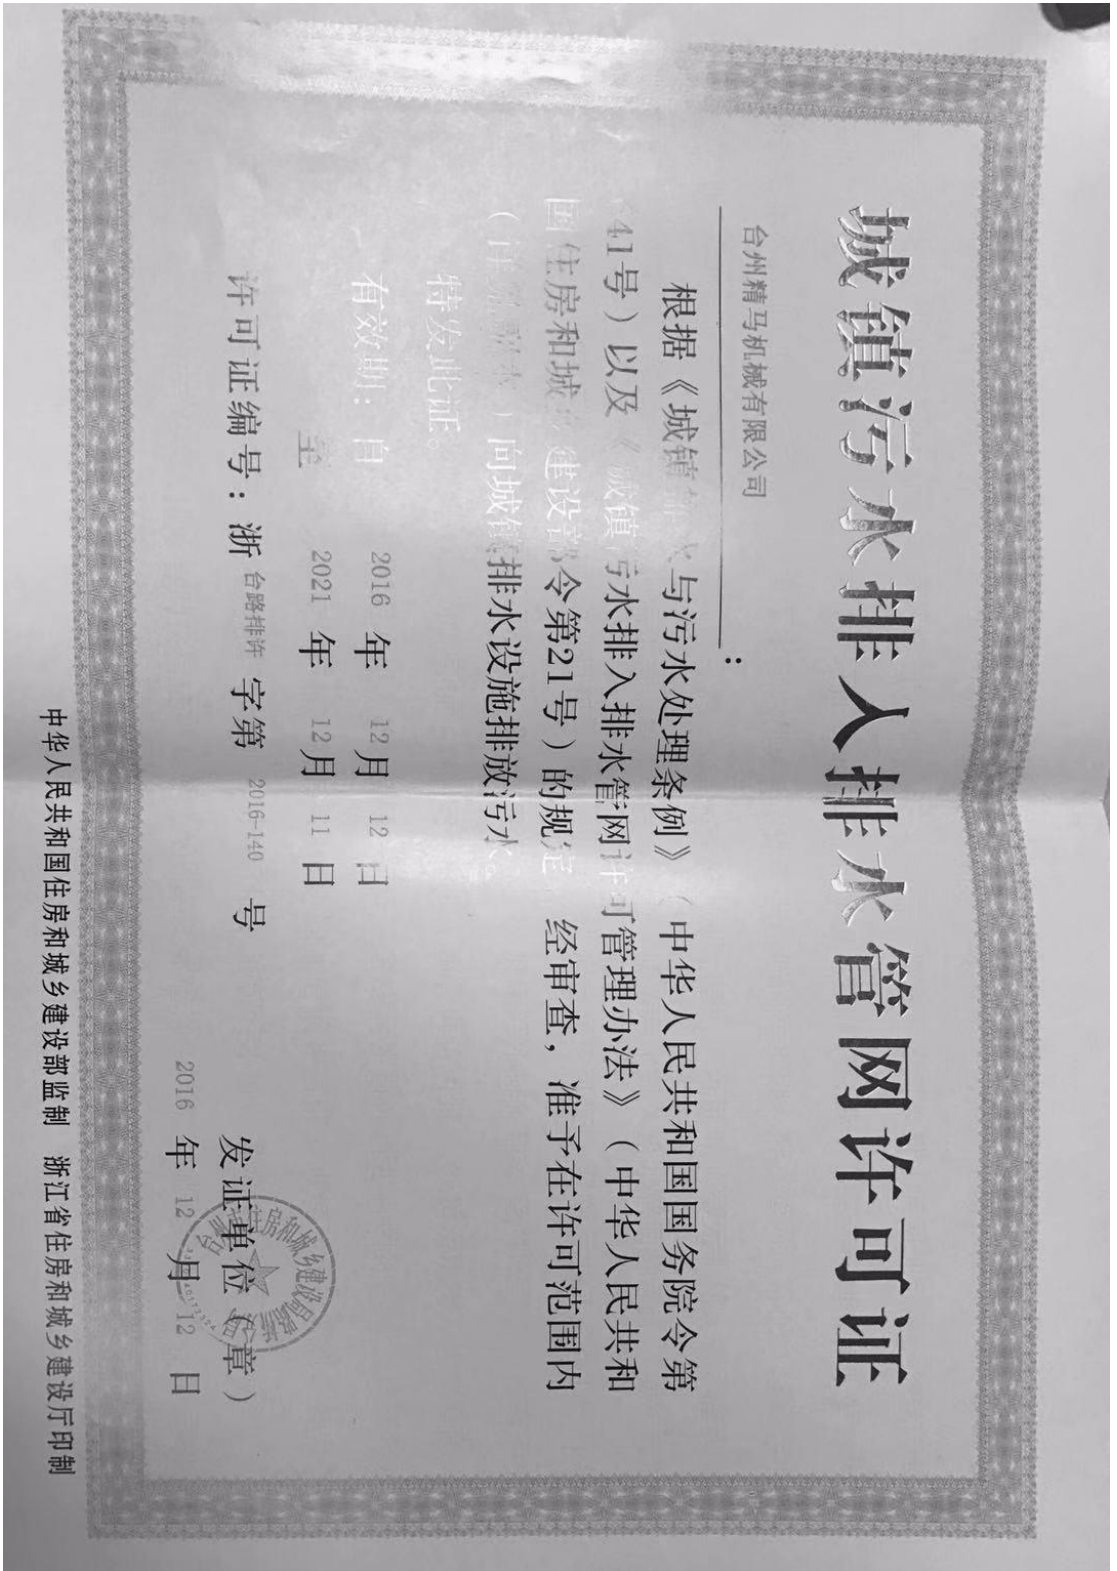 城镇污水排入排水管网许可证
台州精马机械有限公司
:
根据《城镇 水与污水处理条例》（中华人民共和国国务院令第
641号）以及《城镇污水排入排水管网许可管理办法》（中华人民共和
国住房和城 建设部令第21号）的规定 经审查，准予在许可范围内
（详 ）向城镇排水设施排放污水。
特发此证。
有效期：自 2016 年 12 月 12 日
至 2021 年 12 月 11 日
许可证编号：浙 台路排许 字第 2016-140 号
发证单位（章）
2016 年 12 月 12 日
中华人民共和国住房和城乡建设部监制 浙江省住房和城乡建设厅印制